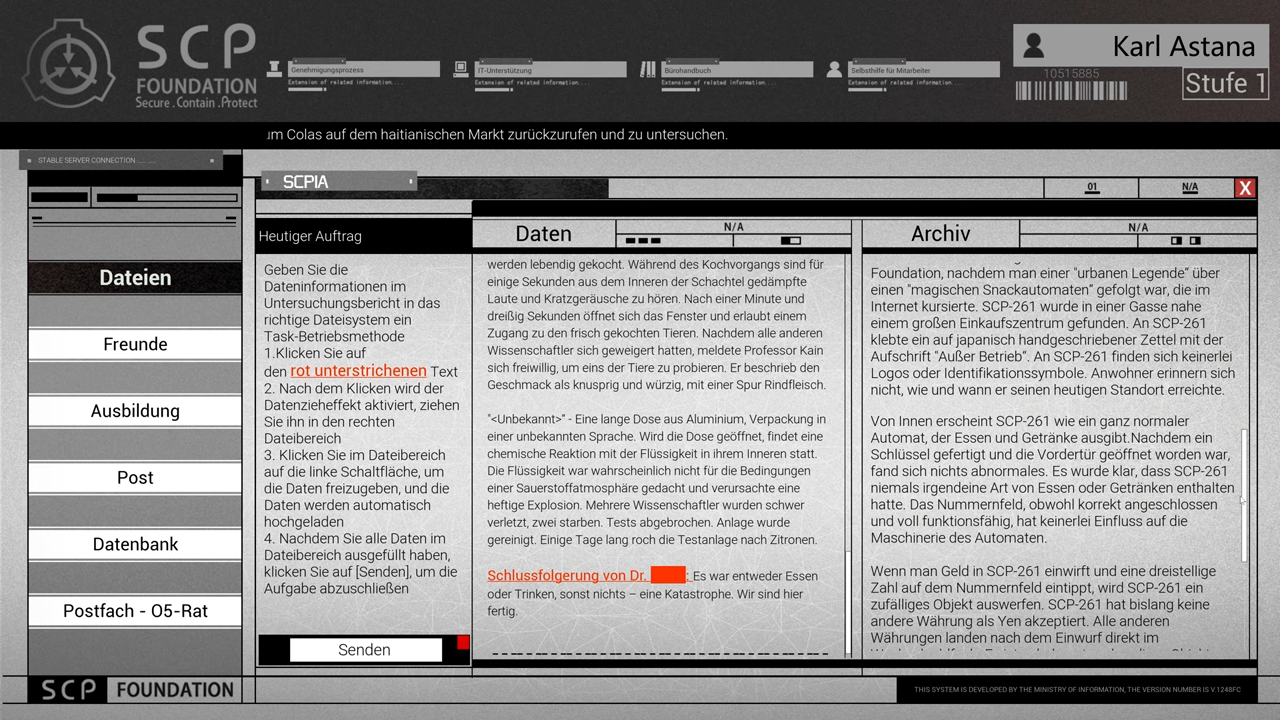 SCP
FOUNDATION
Secure .Contain .Protect
Genehmigungsprozess
Extension of related information...
IT-Unterstützung
Extension of related information...
Bürohandbuch
Extension of related information...
Selbsthilfe für Mitarbeiter
Extension of related information...
Karl Astana
10515885
Stufe 1
um Colas auf dem haitianischen Markt zurückzurufen und zu untersuchen.
STABLE SERVER CONNECTION
SCPIA
01
N/A
X
Dateien
Freunde
Ausbildung
Post
Datenbank
Postfach - O5-Rat
Heutiger Auftrag
Geben Sie die
Dateninformationen im
Untersuchungsbericht in das
richtige Dateisystem ein
Task-Betriebsmethode
1.Klicken Sie auf
den rot unterstrichenen Text
2. Nach dem Klicken wird der
Datenzieheffekt aktiviert, ziehen
Sie ihn in den rechten
Dateibereich
3. Klicken Sie im Dateibereich
auf die linke Schaltfläche, um
die Daten freizugeben, und die
Daten werden automatisch
hochgeladen
4. Nachdem Sie alle Daten im
Dateibereich ausgefüllt haben,
klicken Sie auf [Senden], um die
Aufgabe abzuschließen
Senden
Daten
N/A
werden lebendig gekocht. Während des Kochvorgangs sind für
einige Sekunden aus dem Inneren der Schachtel gedämpfte
Laute und Kratzgeräusche zu hören. Nach einer Minute und
dreißig Sekunden öffnet sich das Fenster und erlaubt einem
Zugang zu den frisch gekochten Tieren. Nachdem alle anderen
Wissenschaftler sich geweigert hatten, meldete Professor Kain
sich freiwillig, um eins der Tiere zu probieren. Er beschrieb den
Geschmack als knusprig und würzig, mit einer Spur Rindfleisch.
"<Unbekannt>" - Eine lange Dose aus Aluminium, Verpackung in
einer unbekannten Sprache. Wird die Dose geöffnet, findet eine
chemische Reaktion mit der Flüssigkeit in ihrem Inneren statt.
Die Flüssigkeit war wahrscheinlich nicht für die Bedingungen
einer Sauerstoffatmosphäre gedacht und verursachte eine
heftige Explosion. Mehrere Wissenschaftler wurden schwer
verletzt, zwei starben. Tests abgebrochen. Anlage wurde
gereinigt. Einige Tage lang roch die Testanlage nach Zitronen.
Schlussfolgerung von Dr. : Es war entweder Essen
oder Trinken, sonst nichts – eine Katastrophe. Wir sind hier
fertig.
Archiv
N/A
Foundation, nachdem man einer "urbanen Legende" über
einen "magischen Snackautomaten" gefolgt war, die im
Internet kursierte. SCP-261 wurde in einer Gasse nahe
einem großen Einkaufszentrum gefunden. An SCP-261
klebte ein auf japanisch handgeschriebener Zettel mit der
Aufschrift "Außer Betrieb". An SCP-261 finden sich keinerlei
Logos oder Identifikationssymbole. Anwohner erinnern sich
nicht, wie und wann er seinen heutigen Standort erreichte.
Von Innen erscheint SCP-261 wie ein ganz normaler
Automat, der Essen und Getränke ausgibt.Nachdem ein
Schlüssel gefertigt und die Vordertür geöffnet worden war,
fand sich nichts abnormales. Es wurde klar, dass SCP-261
niemals irgendeine Art von Essen oder Getränken enthalten
hatte. Das Nummernfeld, obwohl korrekt angeschlossen
und voll funktionsfähig, hat keinerlei Einfluss auf die
Maschinerie des Automaten.
Wenn man Geld in SCP-261 einwirft und eine dreistellige
Zahl auf dem Nummernfeld eintippt, wird SCP-261 ein
zufälliges Objekt auswerfen. SCP-261 hat bislang keine
andere Währung als Yen akzeptiert. Alle anderen
Währungen landen nach dem Einwurf direkt im
SCP FOUNDATION
THIS SYSTEM IS DEVELOPED BY THE MINISTRY OF INFORMATION, THE VERSION NUMBER IS V.1248FC